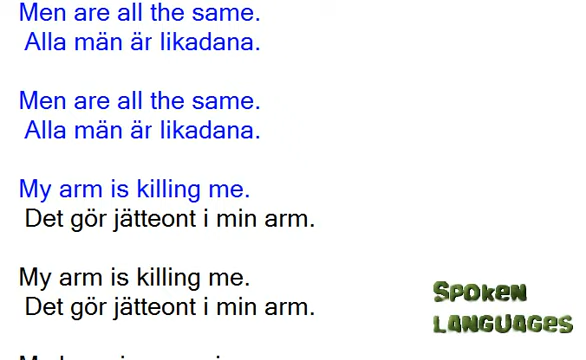 Men are all the same.
Alla män är likadana.
Men are all the same.
Alla män är likadana.
My arm is killing me.
Det gör jätteont i min arm.
My arm is killing me.
Det gör jätteont i min arm.
Spoken
Languages